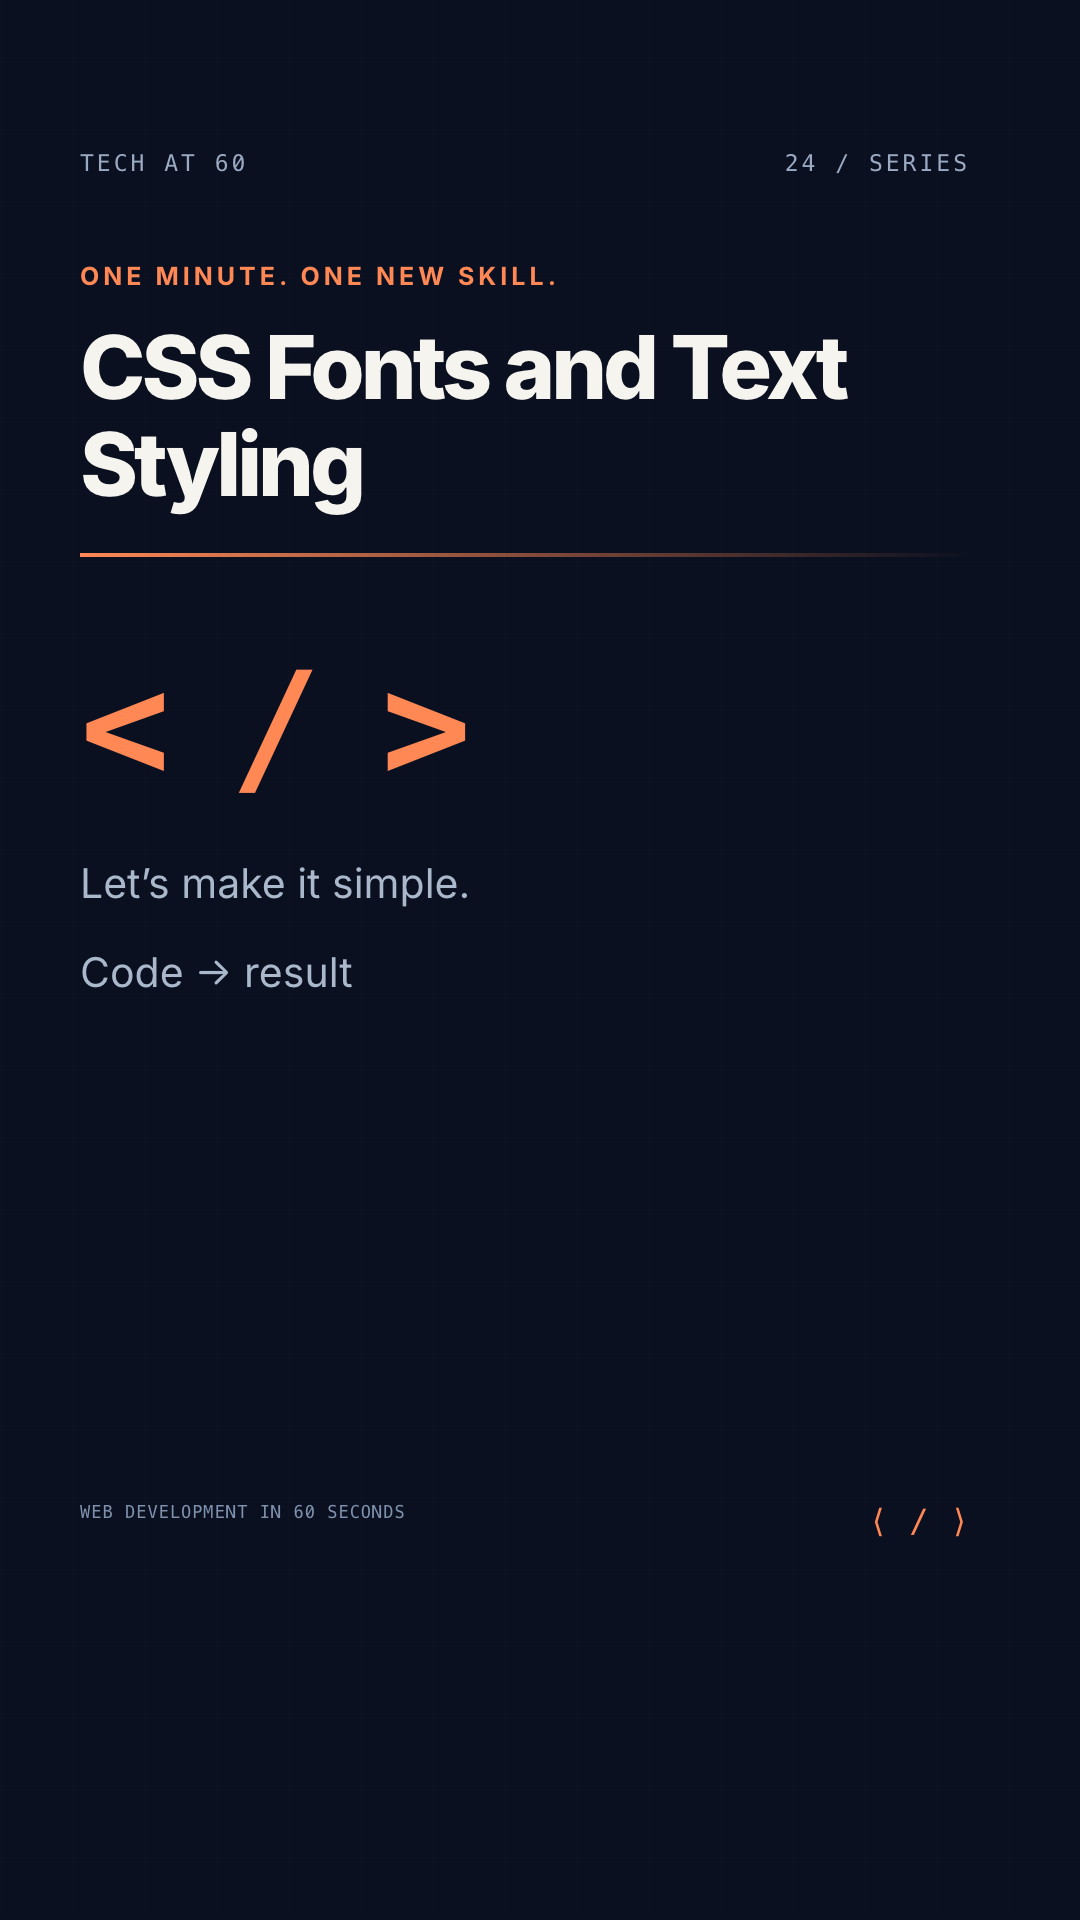 TECH AT 60
24 / SERIES
ONE MINUTE. ONE NEW SKILL.
CSS Fonts and Text
Styling
< / >
Let’s make it simple.
Code → result
WEB DEVELOPMENT IN 60 SECONDS
⟨ / ⟩